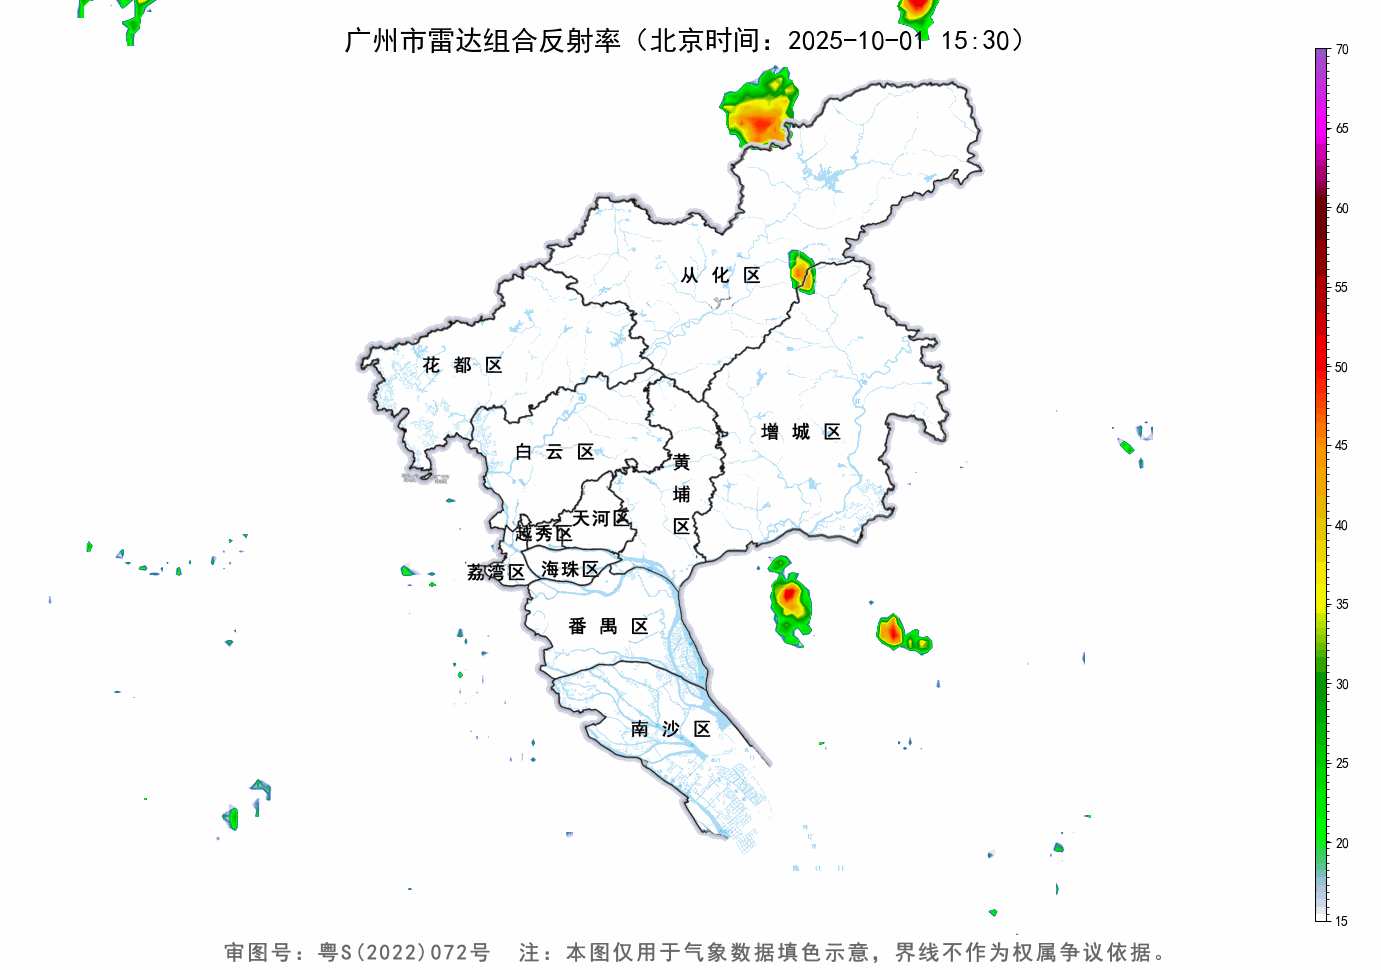 广州市雷达组合反射率（北京时间：2025-10-01 15:30）
70
65
60
55
50
45
40
35
30
25
20
15
从化区
花都区
增城区
白云区
黄埔区
天河区
越秀区
海珠区
荔湾区
番禺区
南沙区
审图号：粤S(2022)072号 注：本图仅用于气象数据填色示意，界线不作为权属争议依据。